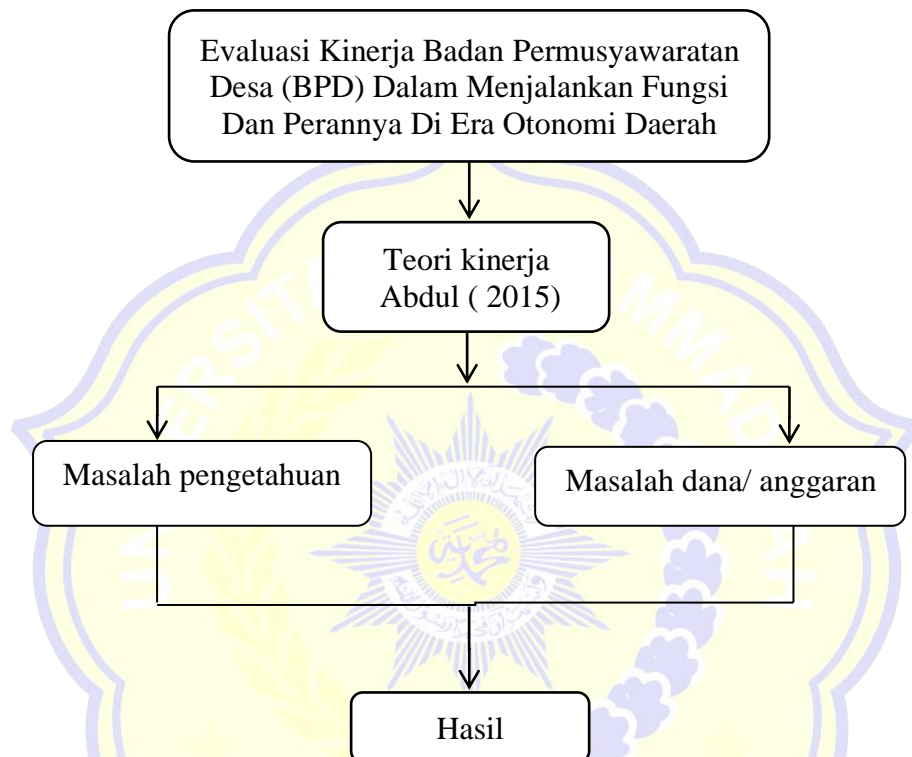 Evaluasi Kinerja Badan Permusyawaratan
Desa (BPD) Dalam Menjalankan Fungsi
Dan Perannya Di Era Otonomi Daerah
Teori kinerja
Abdul ( 2015)
Masalah pengetahuan
Masalah dana/ anggaran
Hasil